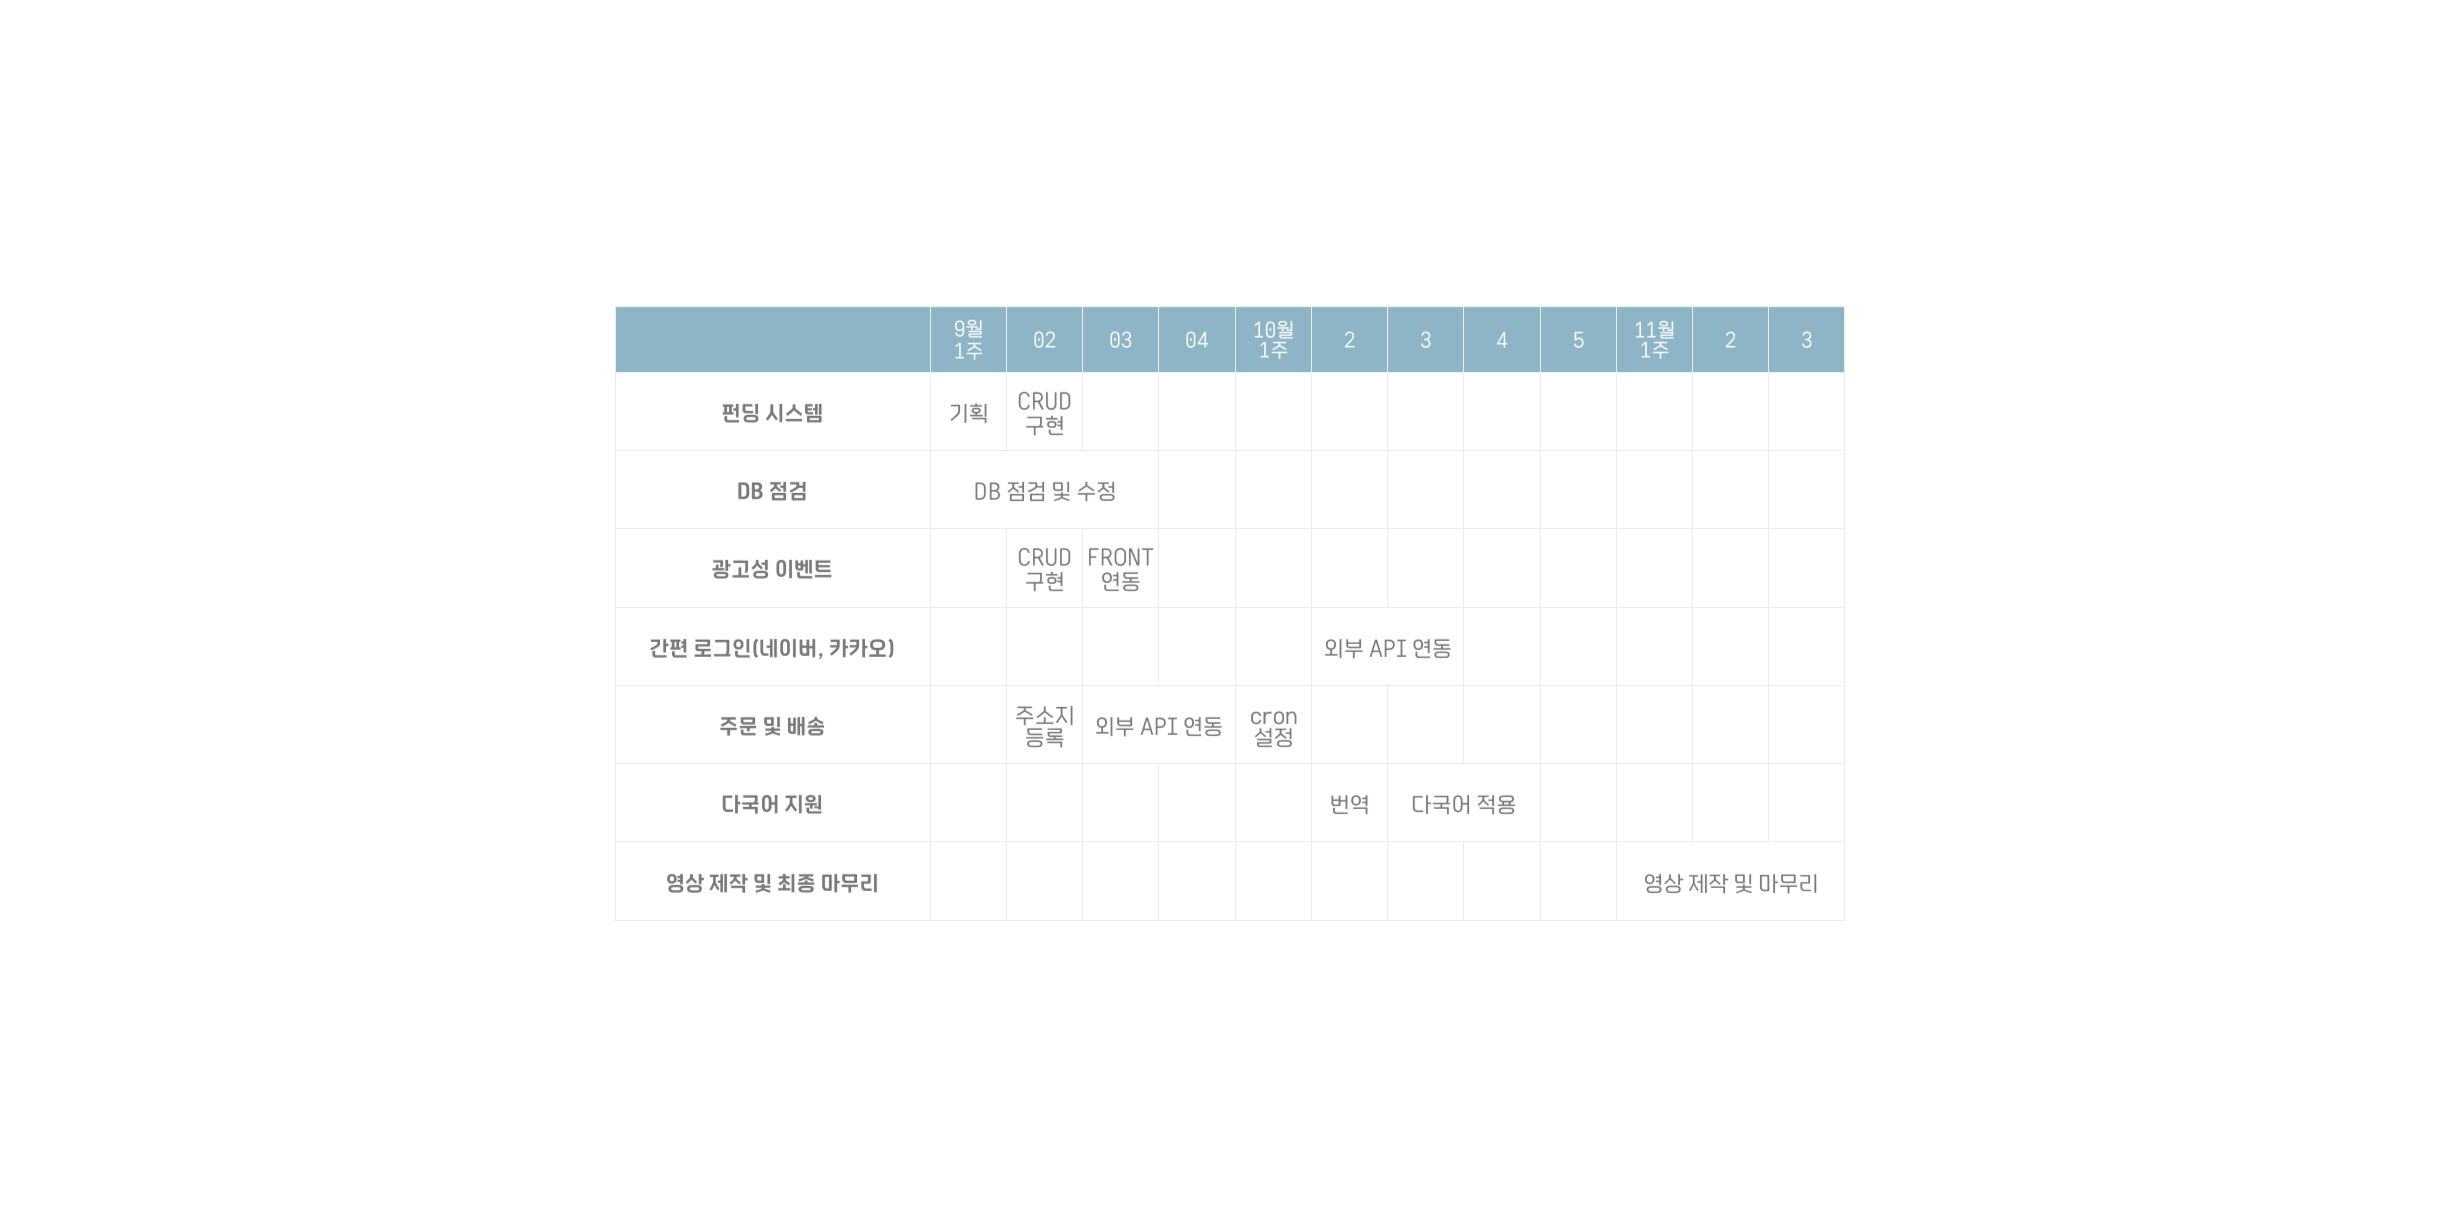 9월
1주
02
03
04
10월
1주
2
3
4
5
11월
1주
2
3
펀딩 시스템
기획
CRUD
구현
DB 점검
DB 점검 및 수정
광고성 이벤트
CRUD
구현
FRONT
연동
간편 로그인(네이버, 카카오)
외부 API 연동
주문 및 배송
주소지
등록
외부 API 연동
cron
설정
다국어 지원
번역
다국어 적용
영상 제작 및 최종 마무리
영상 제작 및 마무리